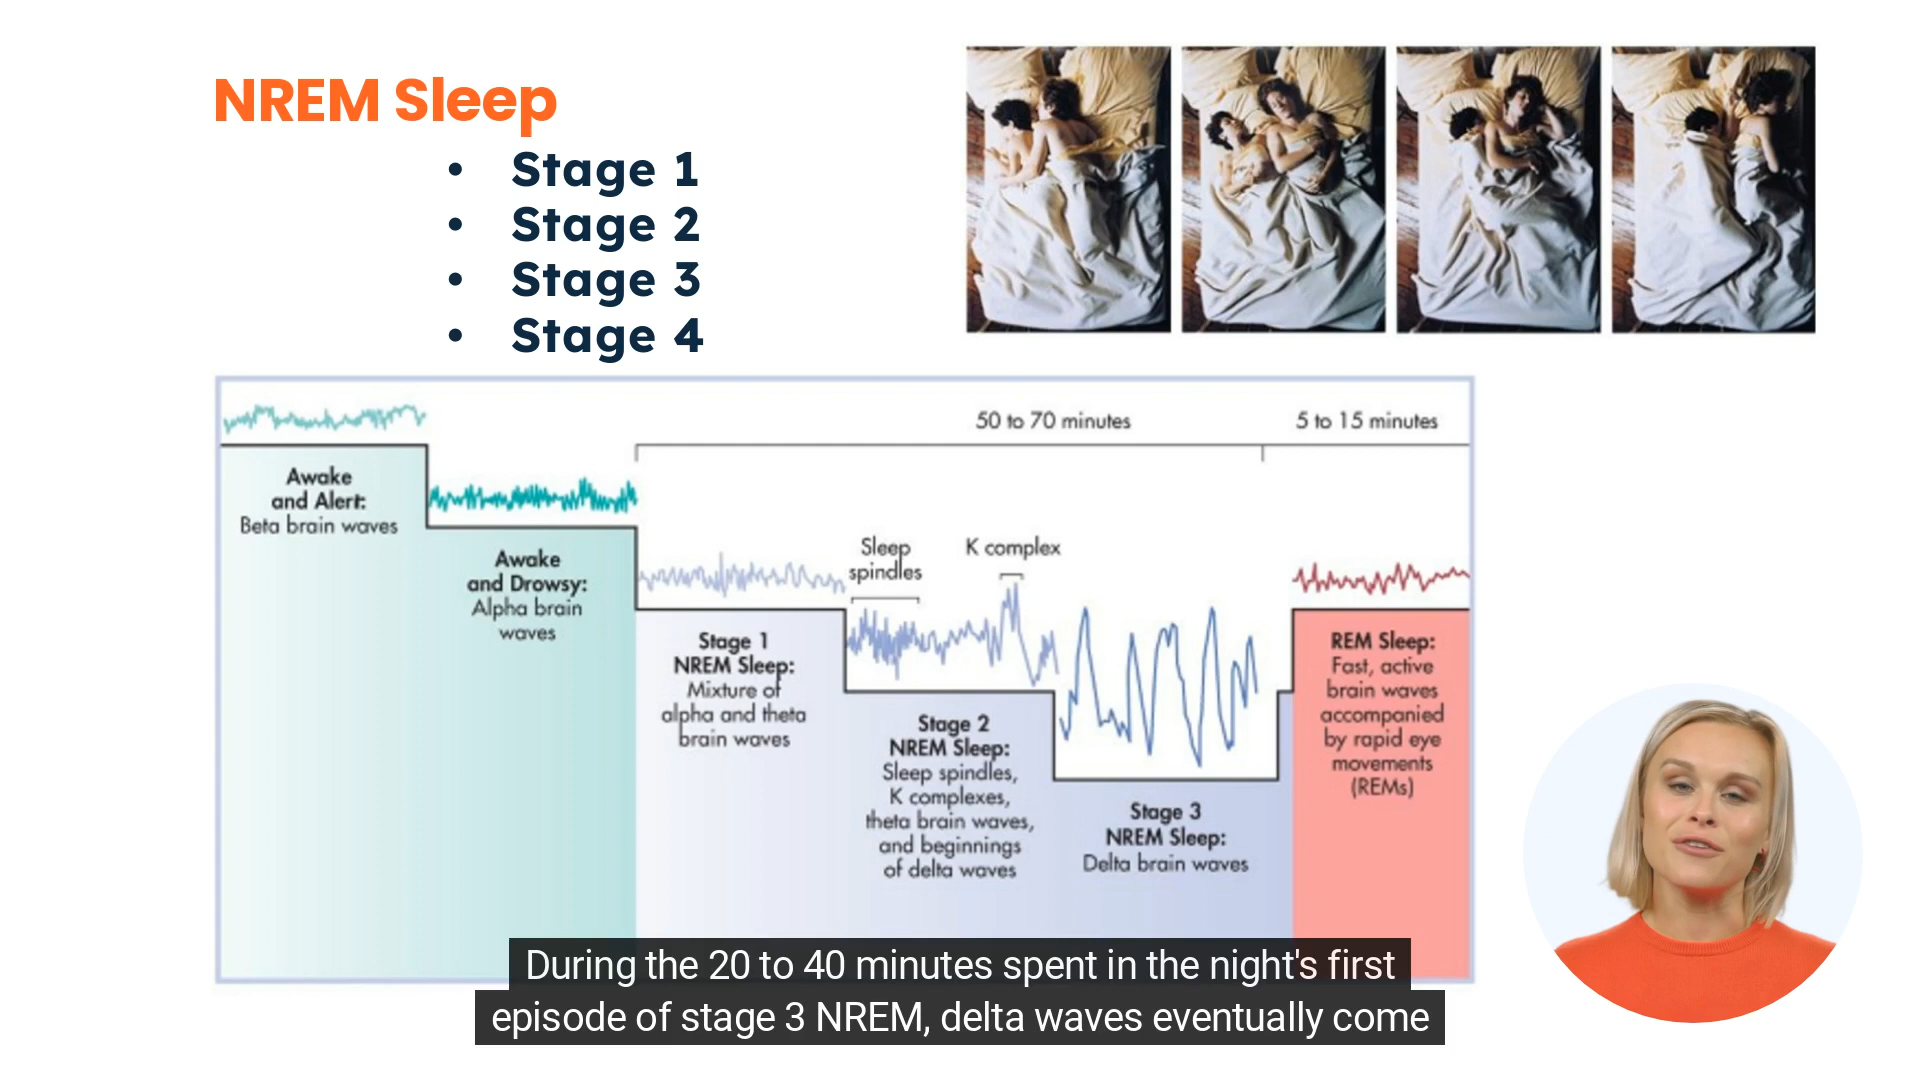 NREM Sleep
• Stage 1
• Stage 2
• Stage 3
• Stage 4
50 to 70 minutes
5 to 15 minutes
Awake
and Alert:
Beta brain waves
Awake
and Drowsy:
Alpha brain
waves
Stage 1
NREM Sleep:
Mixture of
alpha and theta
brain waves
Sleep
spindles
K complex
Stage 2
NREM Sleep:
Sleep spindles,
K complexes,
theta brain waves,
and beginnings
of delta waves
Stage 3
NREM Sleep:
Delta brain waves
REM Sleep:
Fast, active
brain waves
accompanied
by rapid eye
movements
(REMs)
During the 20 to 40 minutes spent in the night's first
episode of stage 3 NREM, delta waves eventually come